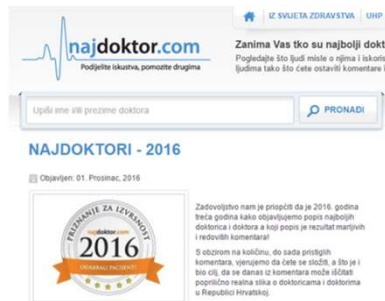 IZ SVIJETA ZDRAVSTVA
UHP
najdoktor.com
Podijelite iskustva, pomozite drugima
Zanima Vas tko su najbolji dokt
Pogledajte što ljudi misle o njima i iskoris
ljudima tako što ćete ostaviti komentare i
Upiši ime i/ili prezime doktora
PRONAĐI
NAJDOKTORI - 2016
Objavljen: 01. Prosinac, 2016
PRIZNANJE ZA IZVRSNOST
najdoktor.com
2016
ODABRALI PACIJENTI
Zadovoljstvo nam je priopćiti da je 2016. godina
treća godina kako objavljujemo popis najboljih
doktorica i doktora a koji popis je rezultat marljivih
i redovitih komentara!
S obzirom na količinu, do sada pristiglih
komentara, vjerujemo da ćete se složiti, a što je i
bio cilj, da se danas iz komentara može iščitati
poprilično realna slika o doktoricama i doktorima
u Republici Hrvatskoj.